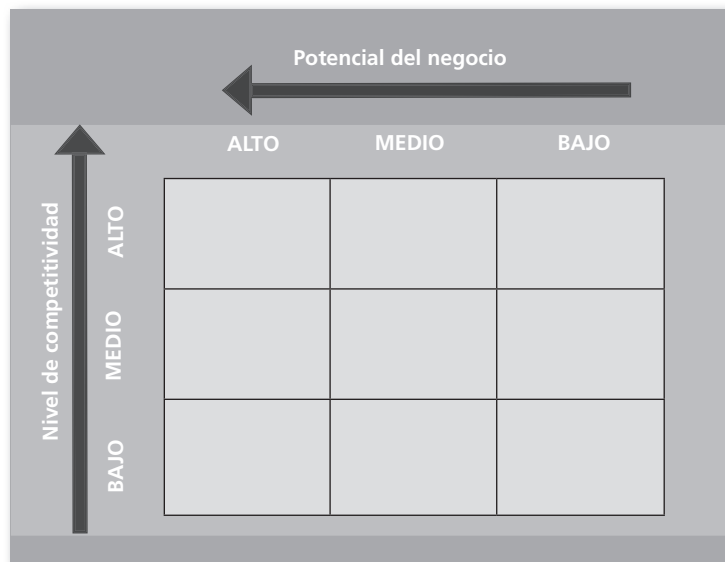 Potencial del negocio
ALTO MEDIO BAJO
Nivel de competitividad
ALTO
MEDIO
BAJO